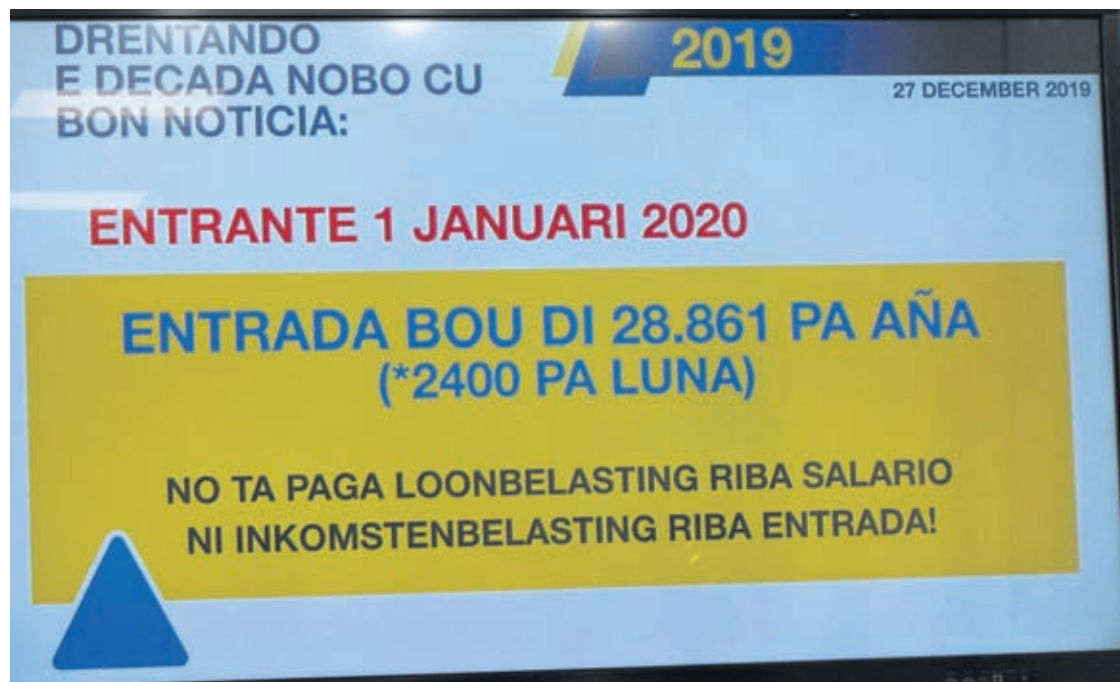 DRENTANDO
E DECADA NOBO CU
BON NOTICIA:
2019
27 DECEMBER 2019
ENTRANTE 1 JANUARI 2020
ENTRADA BOU DI 28.861 PA AÑA
(*2400 PA LUNA)
NO TA PAGA LOONBELASTING RIBA SALARIO
NI INKOMSTENBELASTING RIBA ENTRADA!